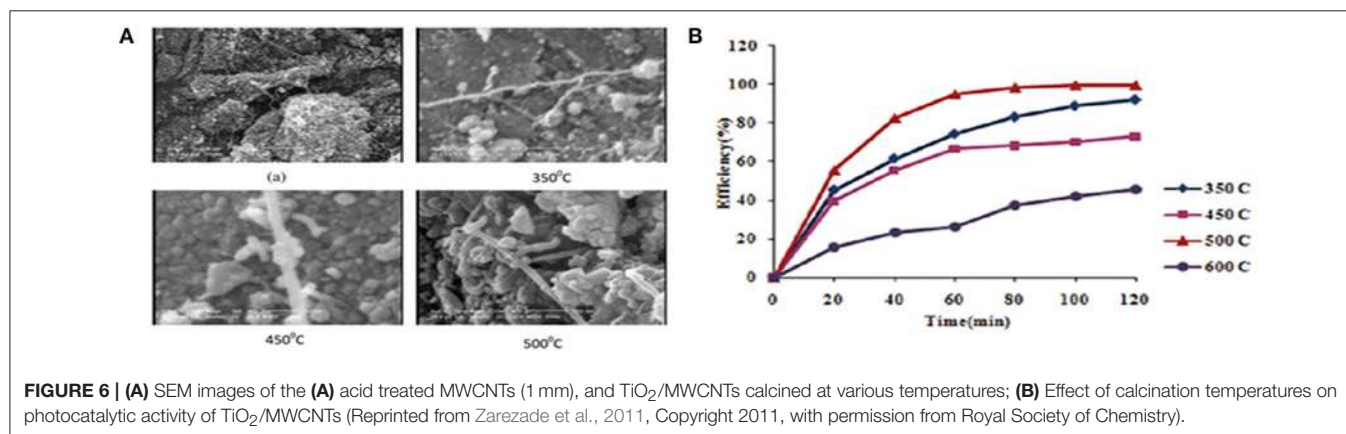 A
(a)
350⁰C
450⁰C
500⁰C
B
Efficiency(%)
120
100
80
60
40
20
0
0 20 40 60 80 100 120
Time(min)
350 C
450 C
500 C
600 C
FIGURE 6 | (A) SEM images of the (A) acid treated MWCNTs (1 mm), and TiO₂/MWCNTs calcined at various temperatures; (B) Effect of calcination temperatures on
photocatalytic activity of TiO₂/MWCNTs (Reprinted from Zarezade et al., 2011, Copyright 2011, with permission from Royal Society of Chemistry).